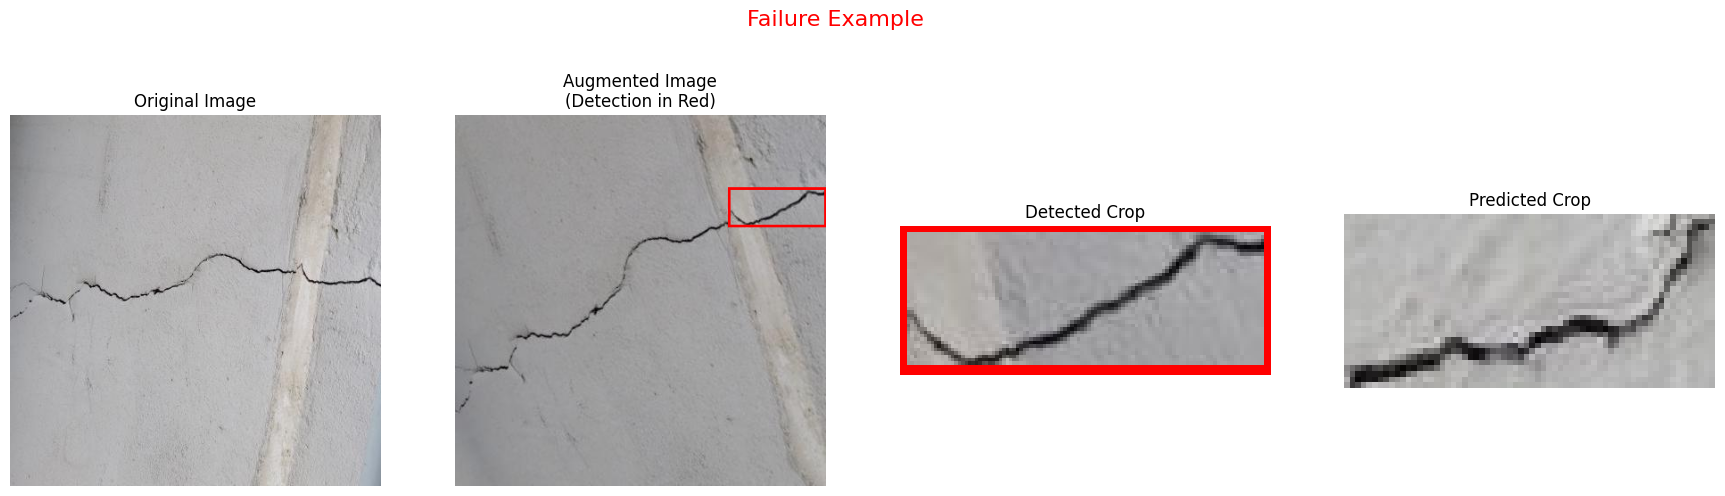 Failure Example
Original Image
Augmented Image
(Detection in Red)
Detected Crop
Predicted Crop